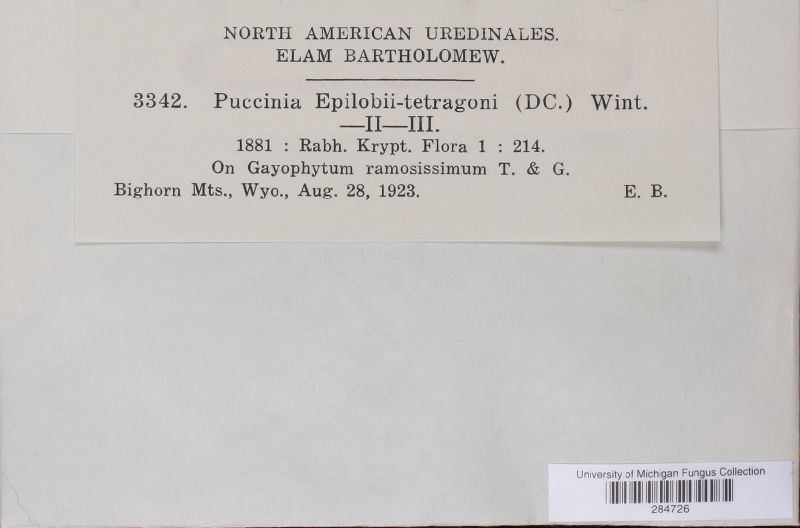 NORTH AMERICAN UREDINALES.
ELAM BARTHOLOMEW.
3342. Puccinia Epilobii-tetragoni (DC.) Wint.
—II—III.
1881 : Rabh. Krypt. Flora 1 : 214.
On Gayophytum ramosissimum T. & G.
Bighorn Mts., Wyo., Aug. 28, 1923. E. B.
University of Michigan Fungus Collection
284726